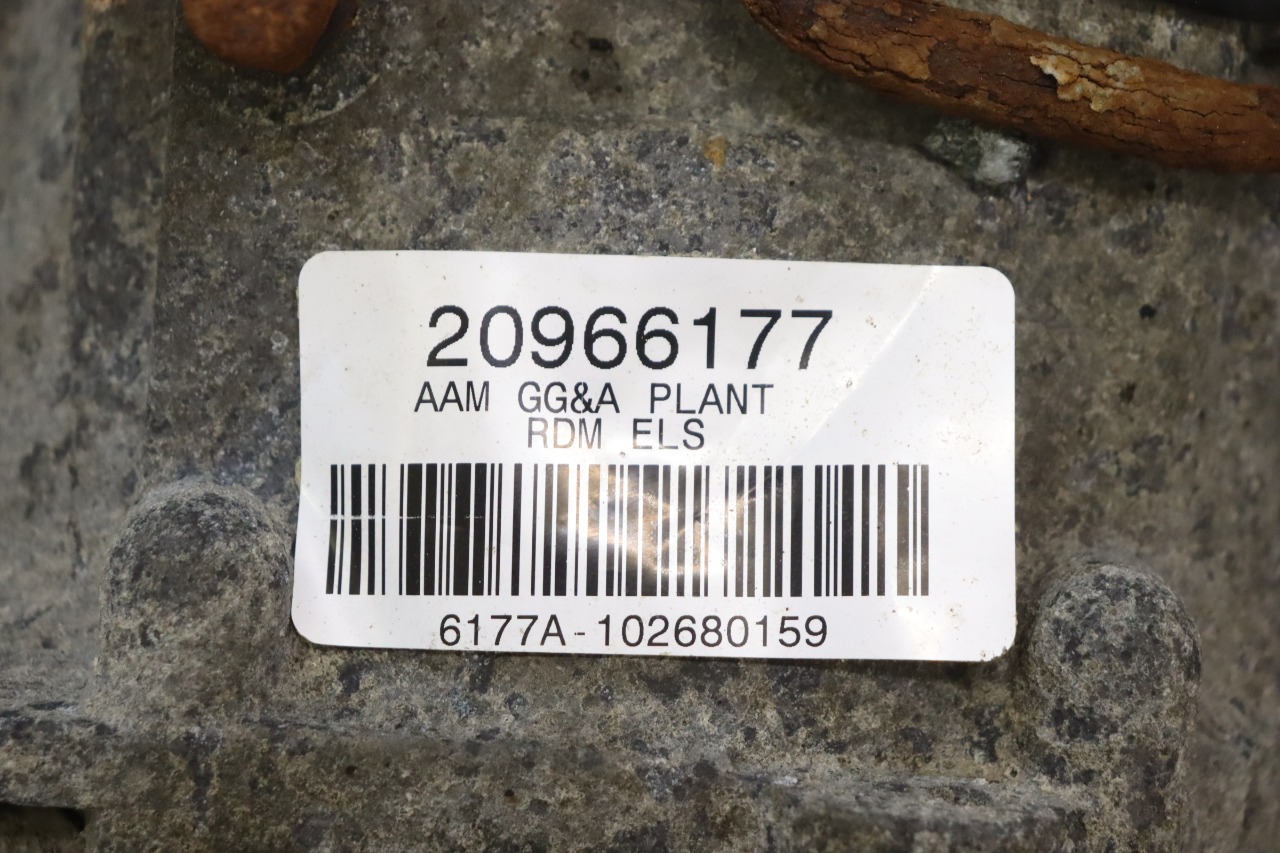 20966177
AAM GG&A PLANT
RDM ELS
6177A-102680159